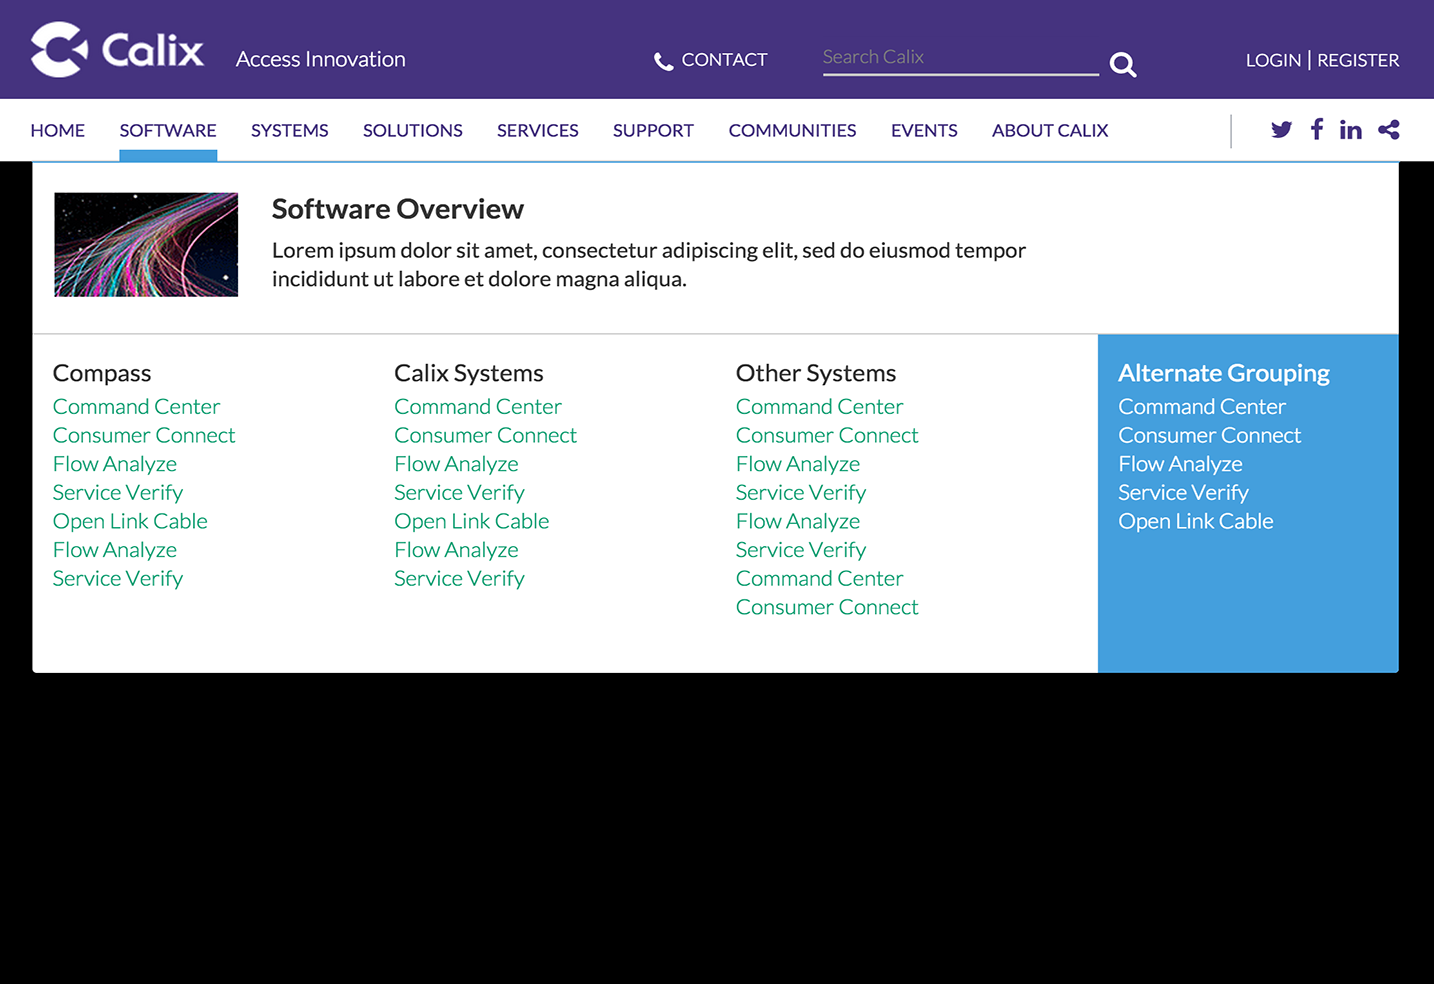 Calix
Access Innovation
CONTACT
Search Calix
LOGIN | REGISTER
HOME
SOFTWARE
SYSTEMS
SOLUTIONS
SERVICES
SUPPORT
COMMUNITIES
EVENTS
ABOUT CALIX
Software Overview
Lorem ipsum dolor sit amet, consectetur adipiscing elit, sed do eiusmod tempor
incididunt ut labore et dolore magna aliqua.
Compass
Command Center
Consumer Connect
Flow Analyze
Service Verify
Open Link Cable
Flow Analyze
Service Verify
Calix Systems
Command Center
Consumer Connect
Flow Analyze
Service Verify
Open Link Cable
Flow Analyze
Service Verify
Other Systems
Command Center
Consumer Connect
Flow Analyze
Service Verify
Flow Analyze
Service Verify
Command Center
Consumer Connect
Alternate Grouping
Command Center
Consumer Connect
Flow Analyze
Service Verify
Open Link Cable